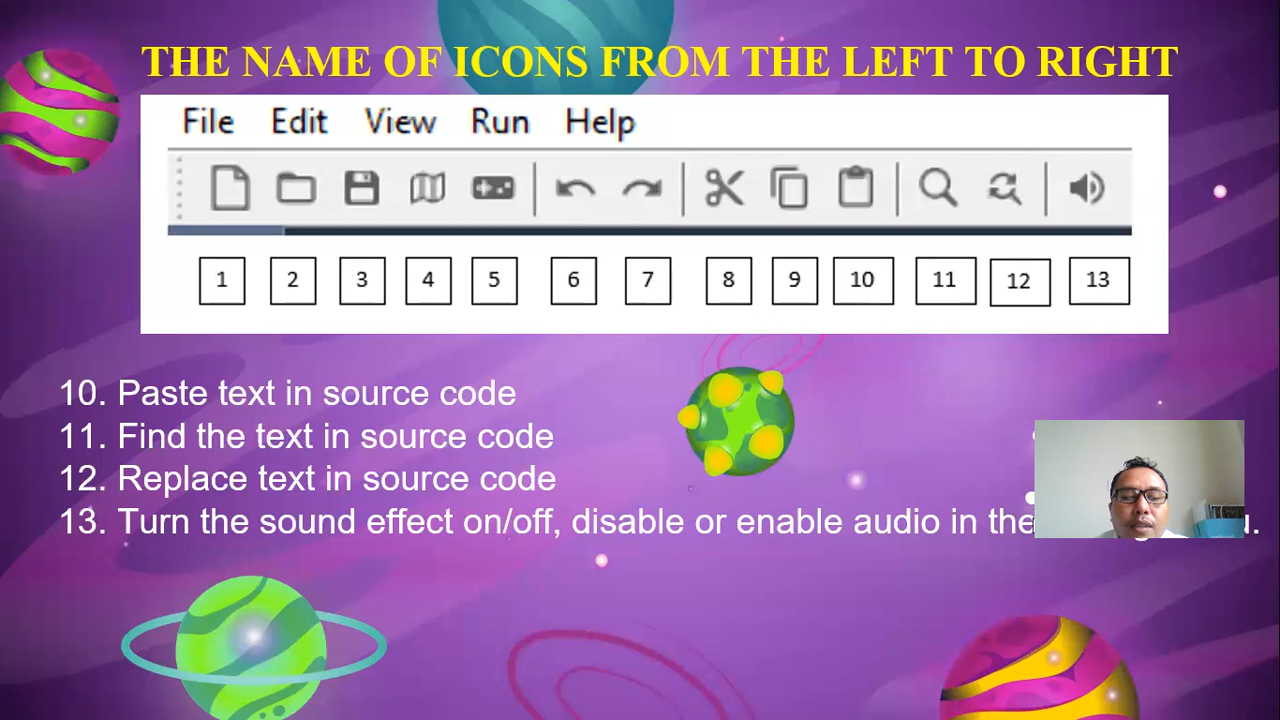 THE NAME OF ICONS FROM THE LEFT TO RIGHT
File Edit View Run Help
1 2 3 4 5 6 7 8 9 10 11 12 13
10. Paste text in source code
11. Find the text in source code
12. Replace text in source code
13. Turn the sound effect on/off, disable or enable audio in the